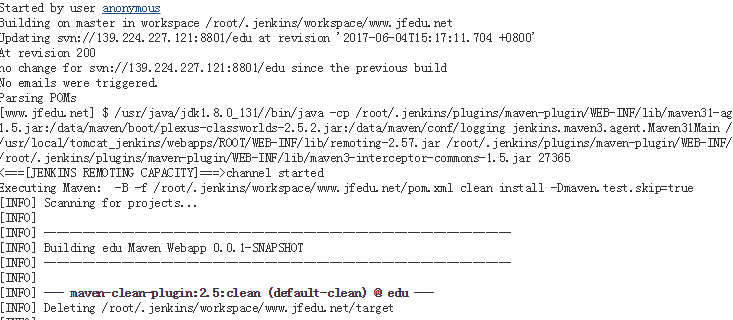 Started by user anonymous
Building on master in workspace /root/.jenkins/workspace/www.jfedu.net
Updating svn://139.224.227.121:8801/edu at revision '2017-06-04T15:17:11.704 +0800'
At revision 200
no change for svn://139.224.227.121:8801/edu since the previous build
No emails were triggered.
Parsing POMs
[www.jfedu.net] $ /usr/java/jdk1.8.0_131//bin/java -cp /root/.jenkins/plugins/maven-plugin/WEB-INF/lib/maven31-ag
1.5.jar:/data/maven/boot/plexus-classworlds-2.5.2.jar:/data/maven/conf/logging jenkins.maven3.agent.Maven31Main /
/usr/local/tomcat_jenkins/webapps/ROOT/WEB-INF/lib/remoting-2.57.jar /root/.jenkins/plugins/maven-plugin/WEB-INF/
/root/.jenkins/plugins/maven-plugin/WEB-INF/lib/maven3-interceptor-commons-1.5.jar 27365
<===[JENKINS REMOTING CAPACITY]===>channel started
Executing Maven:  -B -f /root/.jenkins/workspace/www.jfedu.net/pom.xml clean install -Dmaven.test.skip=true
[INFO] Scanning for projects...
[INFO]
[INFO] ------------------------------------------------------------------------
[INFO] Building edu Maven Webapp 0.0.1-SNAPSHOT
[INFO] ------------------------------------------------------------------------
[INFO]
[INFO] --- maven-clean-plugin:2.5:clean (default-clean) @ edu ---
[INFO] Deleting /root/.jenkins/workspace/www.jfedu.net/target
[INFO]